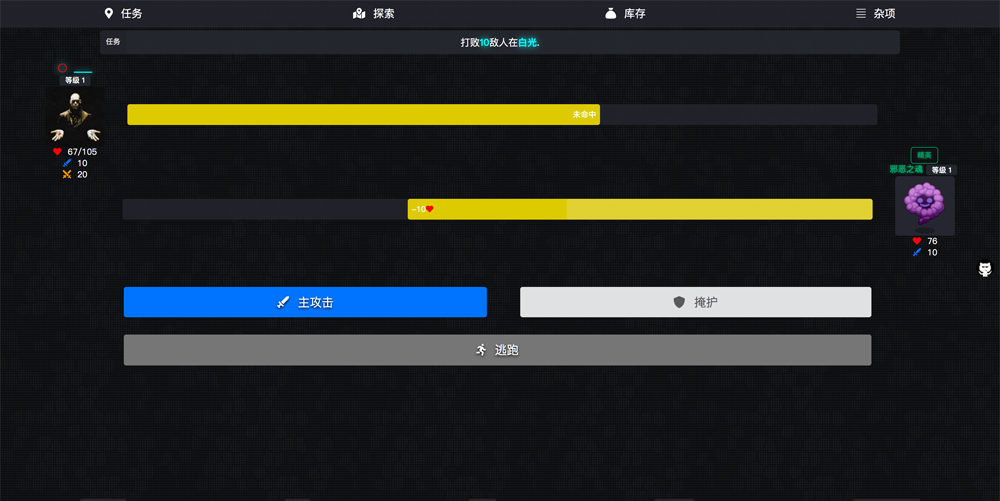 任务
探索
库存
杂项
任务
打败10敌人在白光.
等级 1
未命中
67/105
10
20
精英
邪恶之魂 等级 1
-10
76
10
主攻击
掩护
逃跑